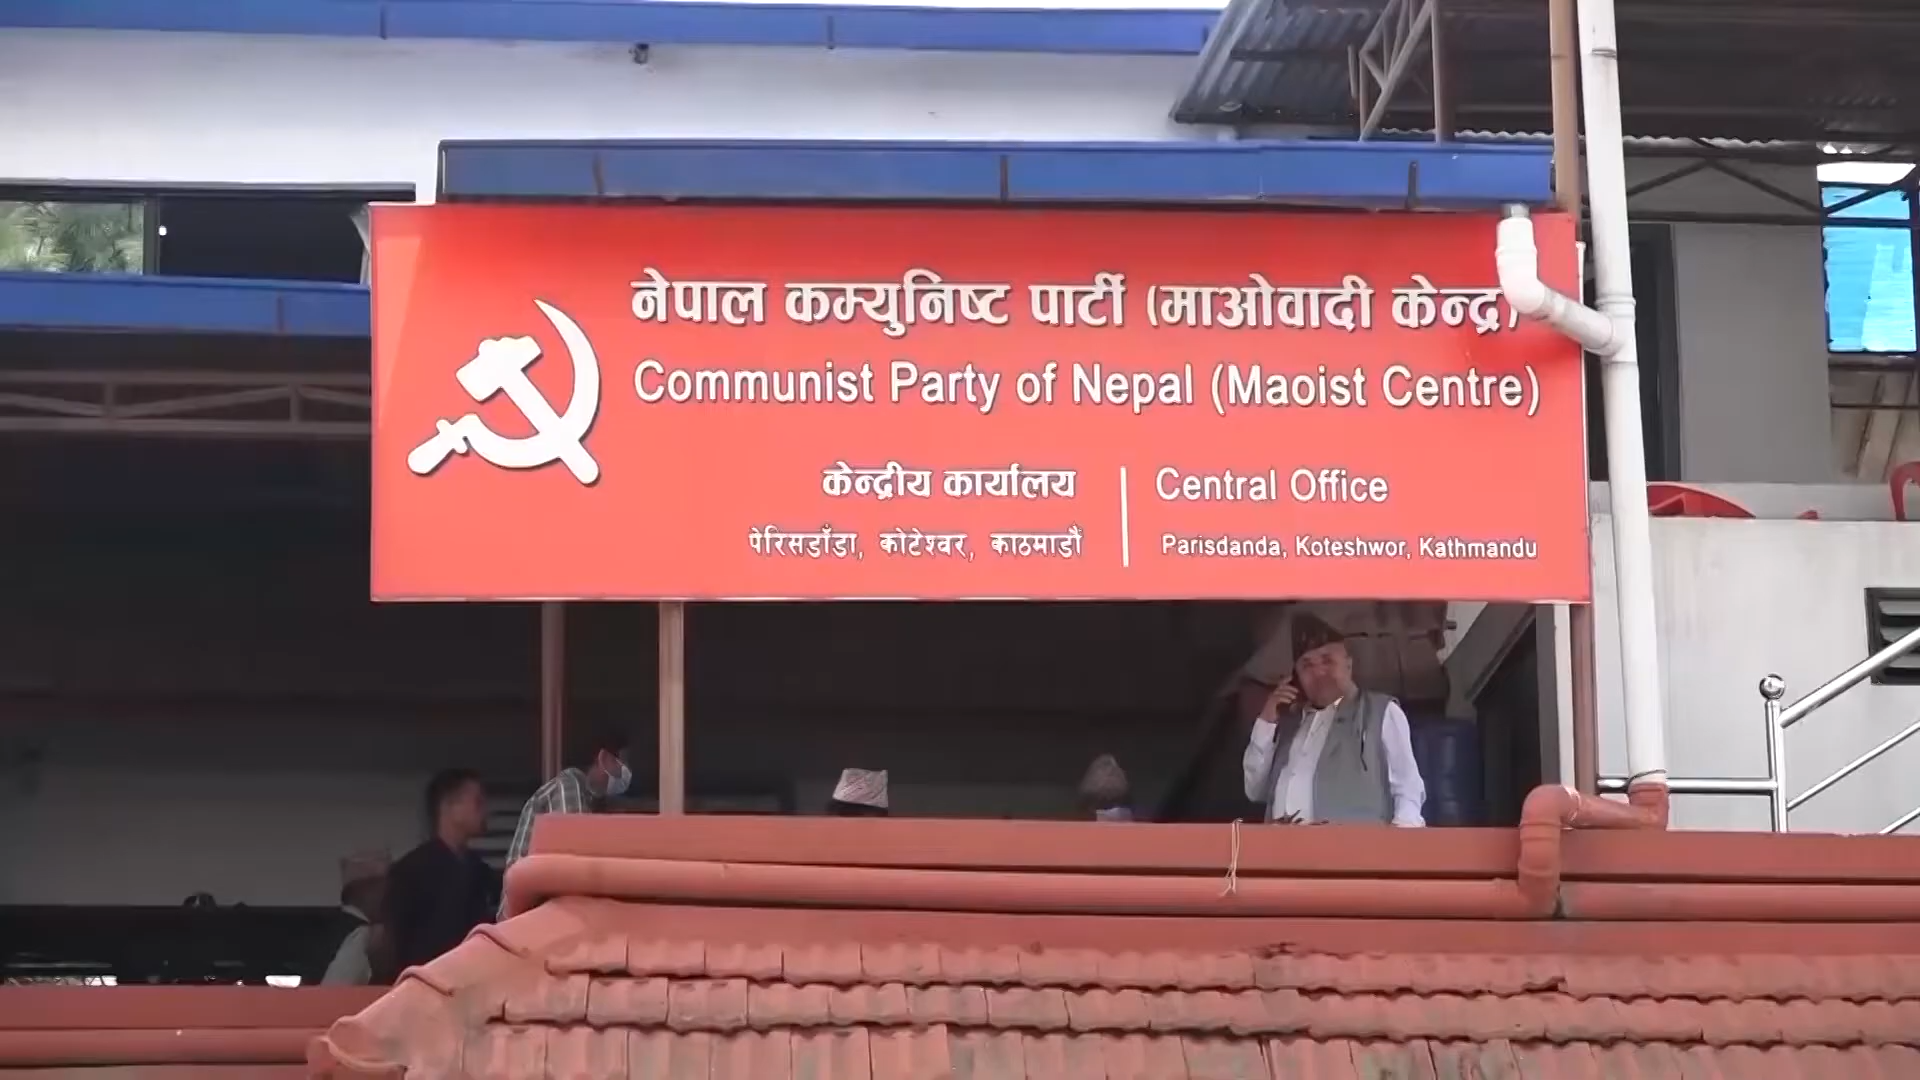 नेपाल कम्युनिष्ट पार्टी (माओवादी केन्द्र)
Communist Party of Nepal (Maoist Centre)
केन्द्रीय कार्यालय
पेरिसडाँडा, कोटेश्वर, काठमाडौं
Central Office
Parisdanda, Koteshwor, Kathmandu